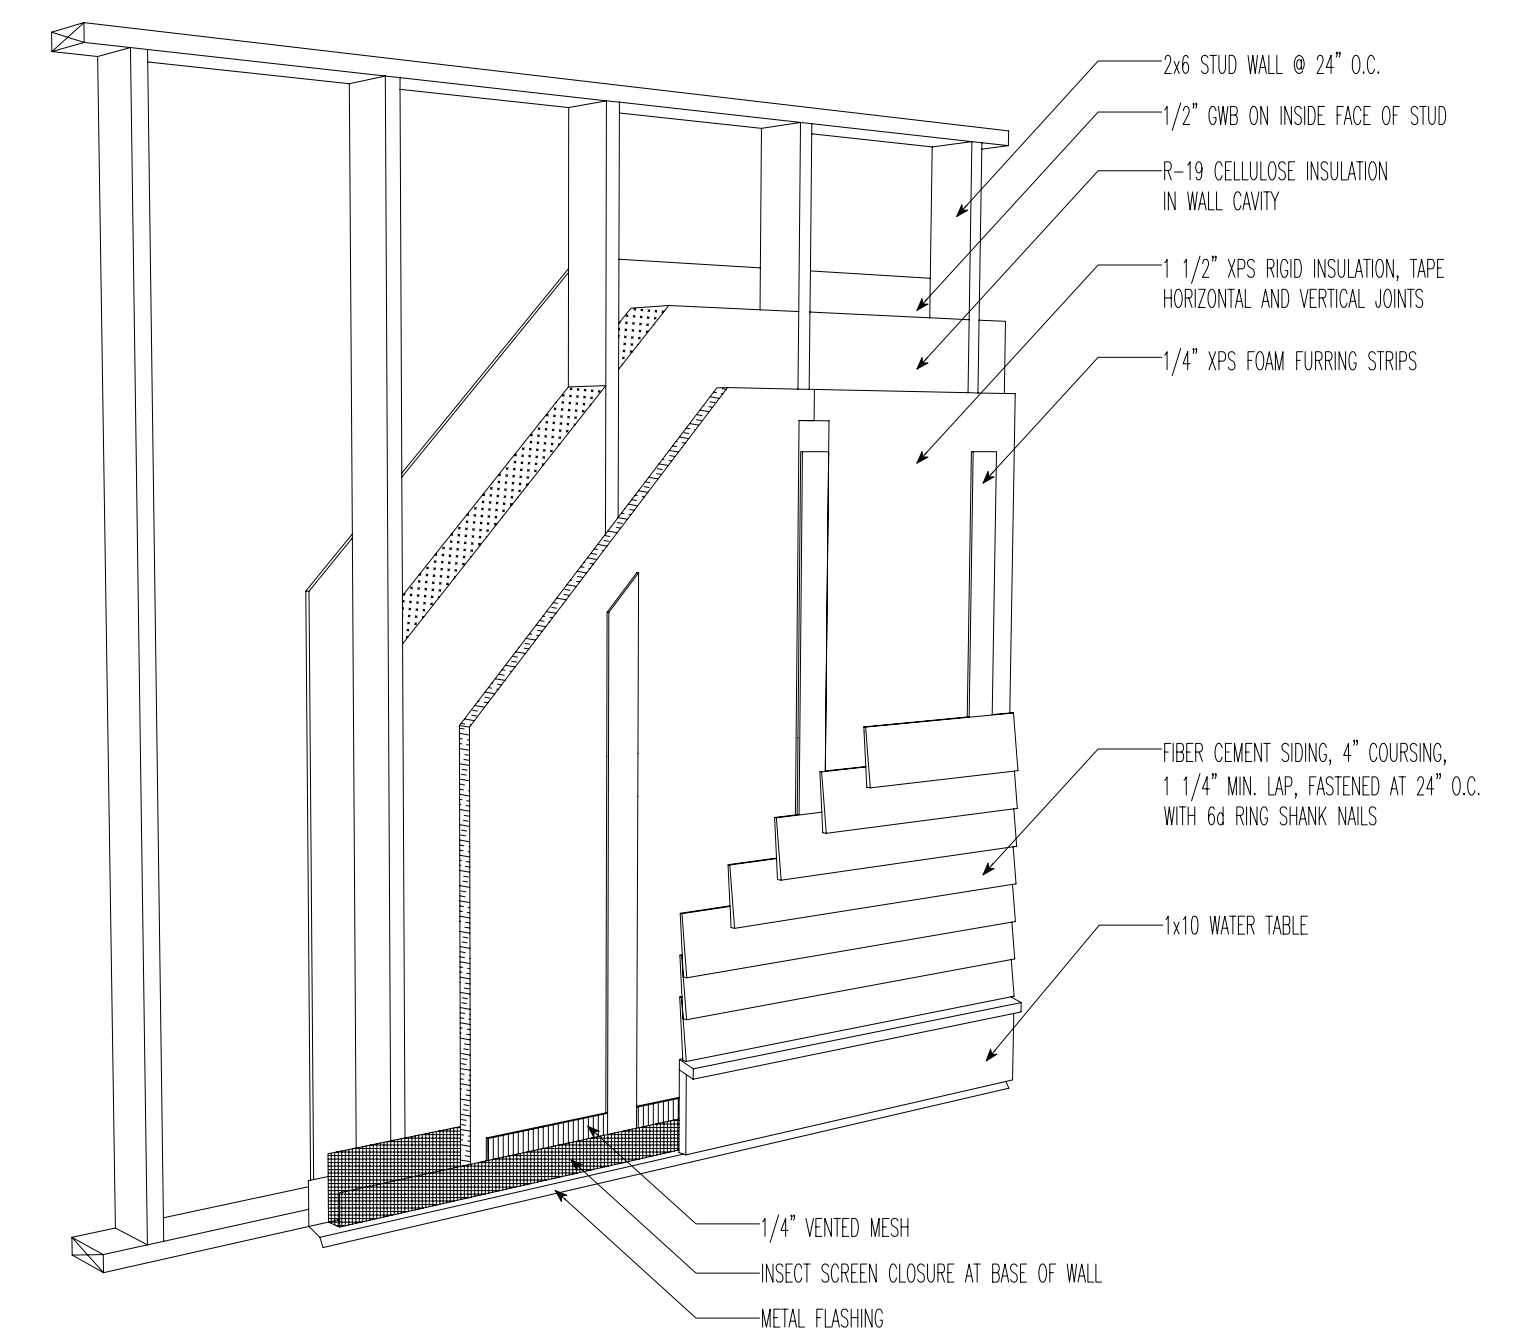 2x6 STUD WALL @ 24" O.C.
1/2" GWB ON INSIDE FACE OF STUD
R-19 CELLULOSE INSULATION
IN WALL CAVITY
1 1/2" XPS RIGID INSULATION, TAPE
HORIZONTAL AND VERTICAL JOINTS
1/4" XPS FOAM FURRING STRIPS
FIBER CEMENT SIDING, 4" COURSING,
1 1/4" MIN. LAP, FASTENED AT 24" O.C.
WITH 6d RING SHANK NAILS
1x10 WATER TABLE
1/4" VENTED MESH
INSECT SCREEN CLOSURE AT BASE OF WALL
METAL FLASHING